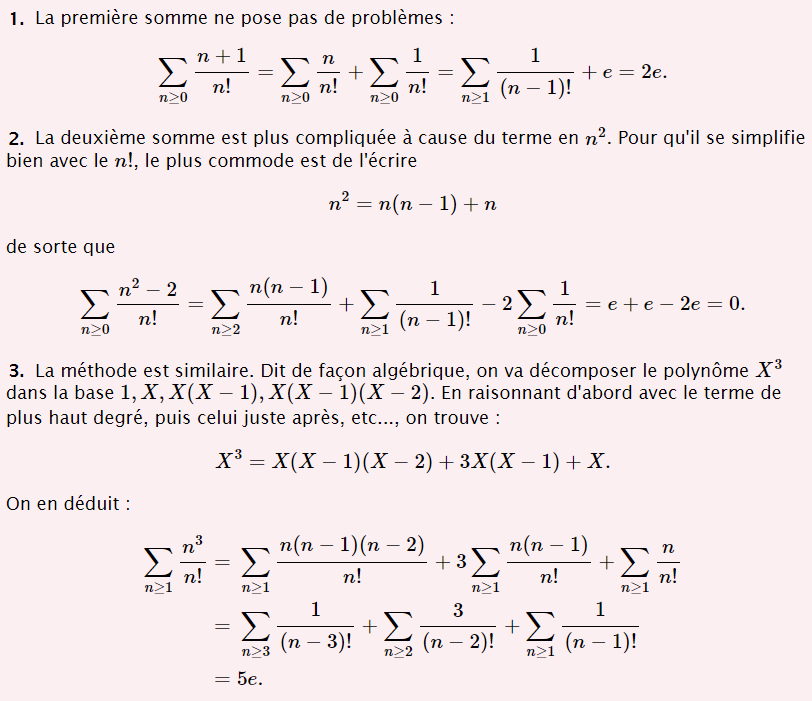 1. La première somme ne pose pas de problèmes :
$$\sum_{n\geq 0}\frac{n+1}{n!}=\sum_{n\geq 0}\frac{n}{n!}+\sum_{n\geq 0}\frac{1}{n!}=\sum_{n\geq 1}\frac{1}{(n-1)!}+e=2e.$$
2. La deuxième somme est plus compliquée à cause du terme en $n^2$. Pour qu'il se simplifie
bien avec le $n!$, le plus commode est de l'écrire
$$n^2=n(n-1)+n$$
de sorte que
$$\sum_{n\geq 0}\frac{n^2-2}{n!}=\sum_{n\geq 2}\frac{n(n-1)}{n!}+\sum_{n\geq 1}\frac{1}{(n-1)!}-2\sum_{n\geq 0}\frac{1}{n!}=e+e-2e=0.$$
3. La méthode est similaire. Dit de façon algébrique, on va décomposer le polynôme $X^3$
dans la base $1,X,X(X-1),X(X-1)(X-2)$. En raisonnant d'abord avec le terme de
plus haut degré, puis celui juste après, etc..., on trouve :
$$X^3=X(X-1)(X-2)+3X(X-1)+X.$$
On en déduit :
$$\sum_{n\geq 1}\frac{n^3}{n!}=\sum_{n\geq 1}\frac{n(n-1)(n-2)}{n!}+3\sum_{n\geq 1}\frac{n(n-1)}{n!}+\sum_{n\geq 1}\frac{n}{n!}$$
$$=\sum_{n\geq 3}\frac{1}{(n-3)!}+\sum_{n\geq 2}\frac{3}{(n-2)!}+\sum_{n\geq 1}\frac{1}{(n-1)!}$$
$$=5e.$$